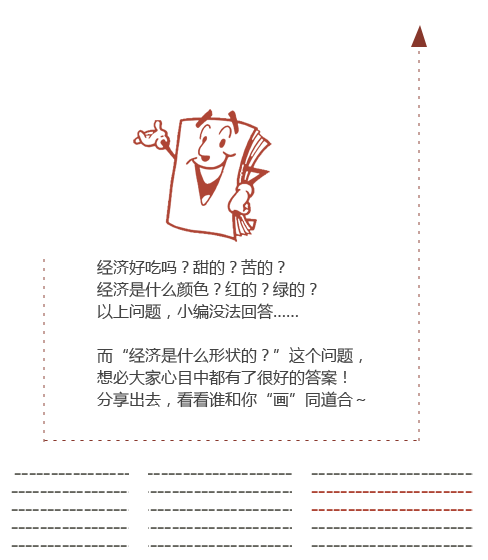 经济好吃吗？甜的？苦的？
经济是什么颜色？红的？绿的？
以上问题，小编没法回答……
而“经济是什么形状的？”这个问题，
想必大家心目中都有了很好的答案！
分享出去，看看谁和你“画”同道合～